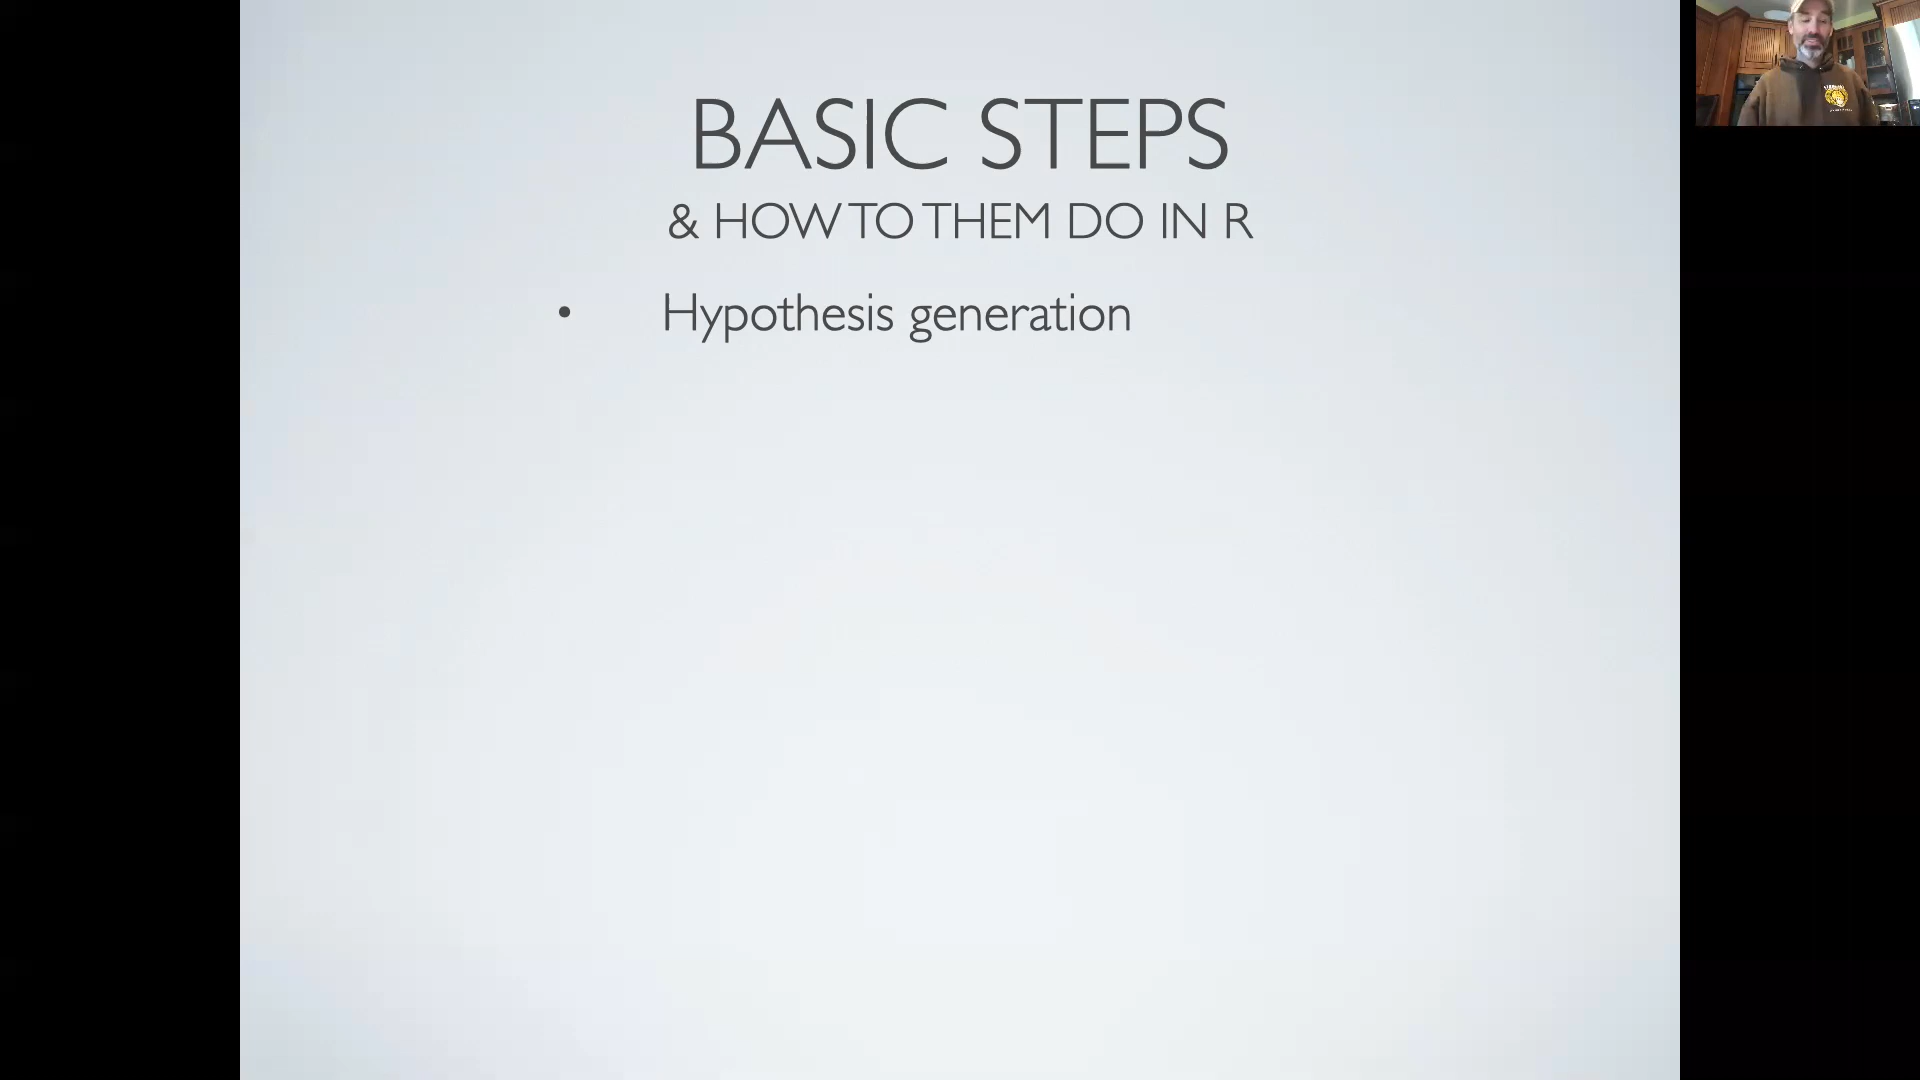 BASIC STEPS
& HOW TO THEM DO IN R
• Hypothesis generation